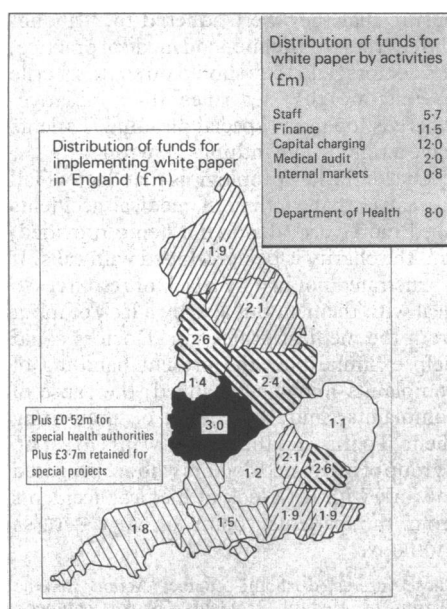 Distribution of funds for
white paper by activities
(£m)
Staff 5·7
Finance 11·5
Capital charging 12·0
Medical audit 2·0
Internal markets 0·8
Department of Health 8·0
Distribution of funds for
implementing white paper
in England (£m)
1·9
2·1
2·6
1·4
2·4
3·0
1·1
2·1
2·6
1·2
1·8
1·5
1·9
1·9
Plus £0·52m for
special health authorities
Plus £3·7m retained for
special projects